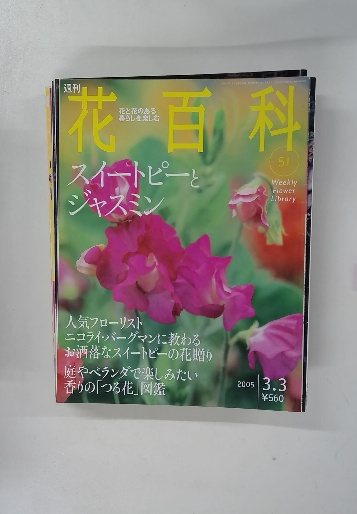 週刊
花と花のある
暮らしを楽しむ
花百科
51
Weekly
Flower
Library
スイートピーと
ジャスミン
人気フローリスト
ニコライ・バーグマンに教わる
お洒落なスイートピーの花贈り
庭やベランダで楽しみたい
香りの「つる花」図鑑
2005 3.3
¥560